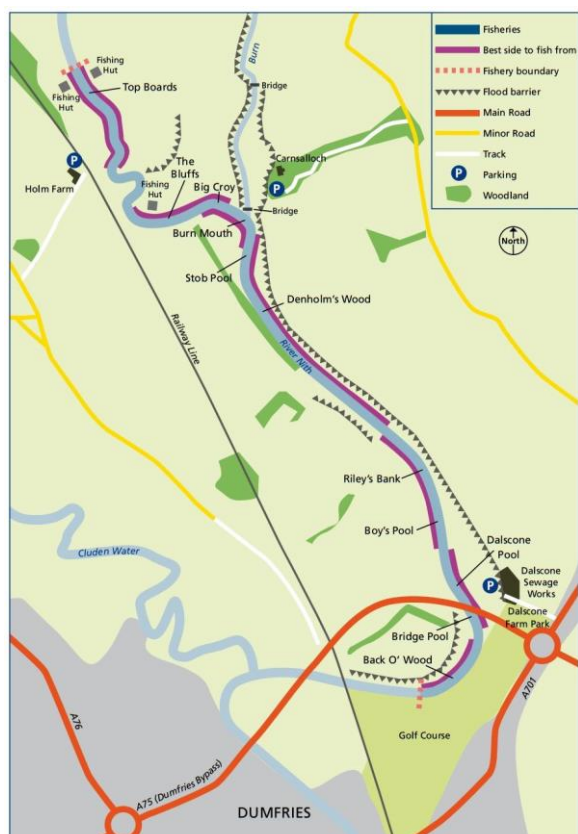 Fisheries
Best side to fish from
Fishery boundary
Flood barrier
Main Road
Minor Road
Track
P
Parking
Woodland
North
Fishing
Hut
Fishing
Hut
Top Boards
Burn
Bridge
P
Holm Farm
Fishing
Hut
The
Bluffs
Big Croy
Carnsalloch
P
Bridge
Burn Mouth
Stob Pool
Denholm's Wood
River Nith
Railway Line
Riley's Bank
Boy's Pool
Cluden Water
Dalscone
Pool
P
Dalscone
Sewage
Works
Dalscone
Farm Park
Bridge Pool
Back O' Wood
Golf Course
A701
A76
A75 (Dumfries Bypass)
DUMFRIES